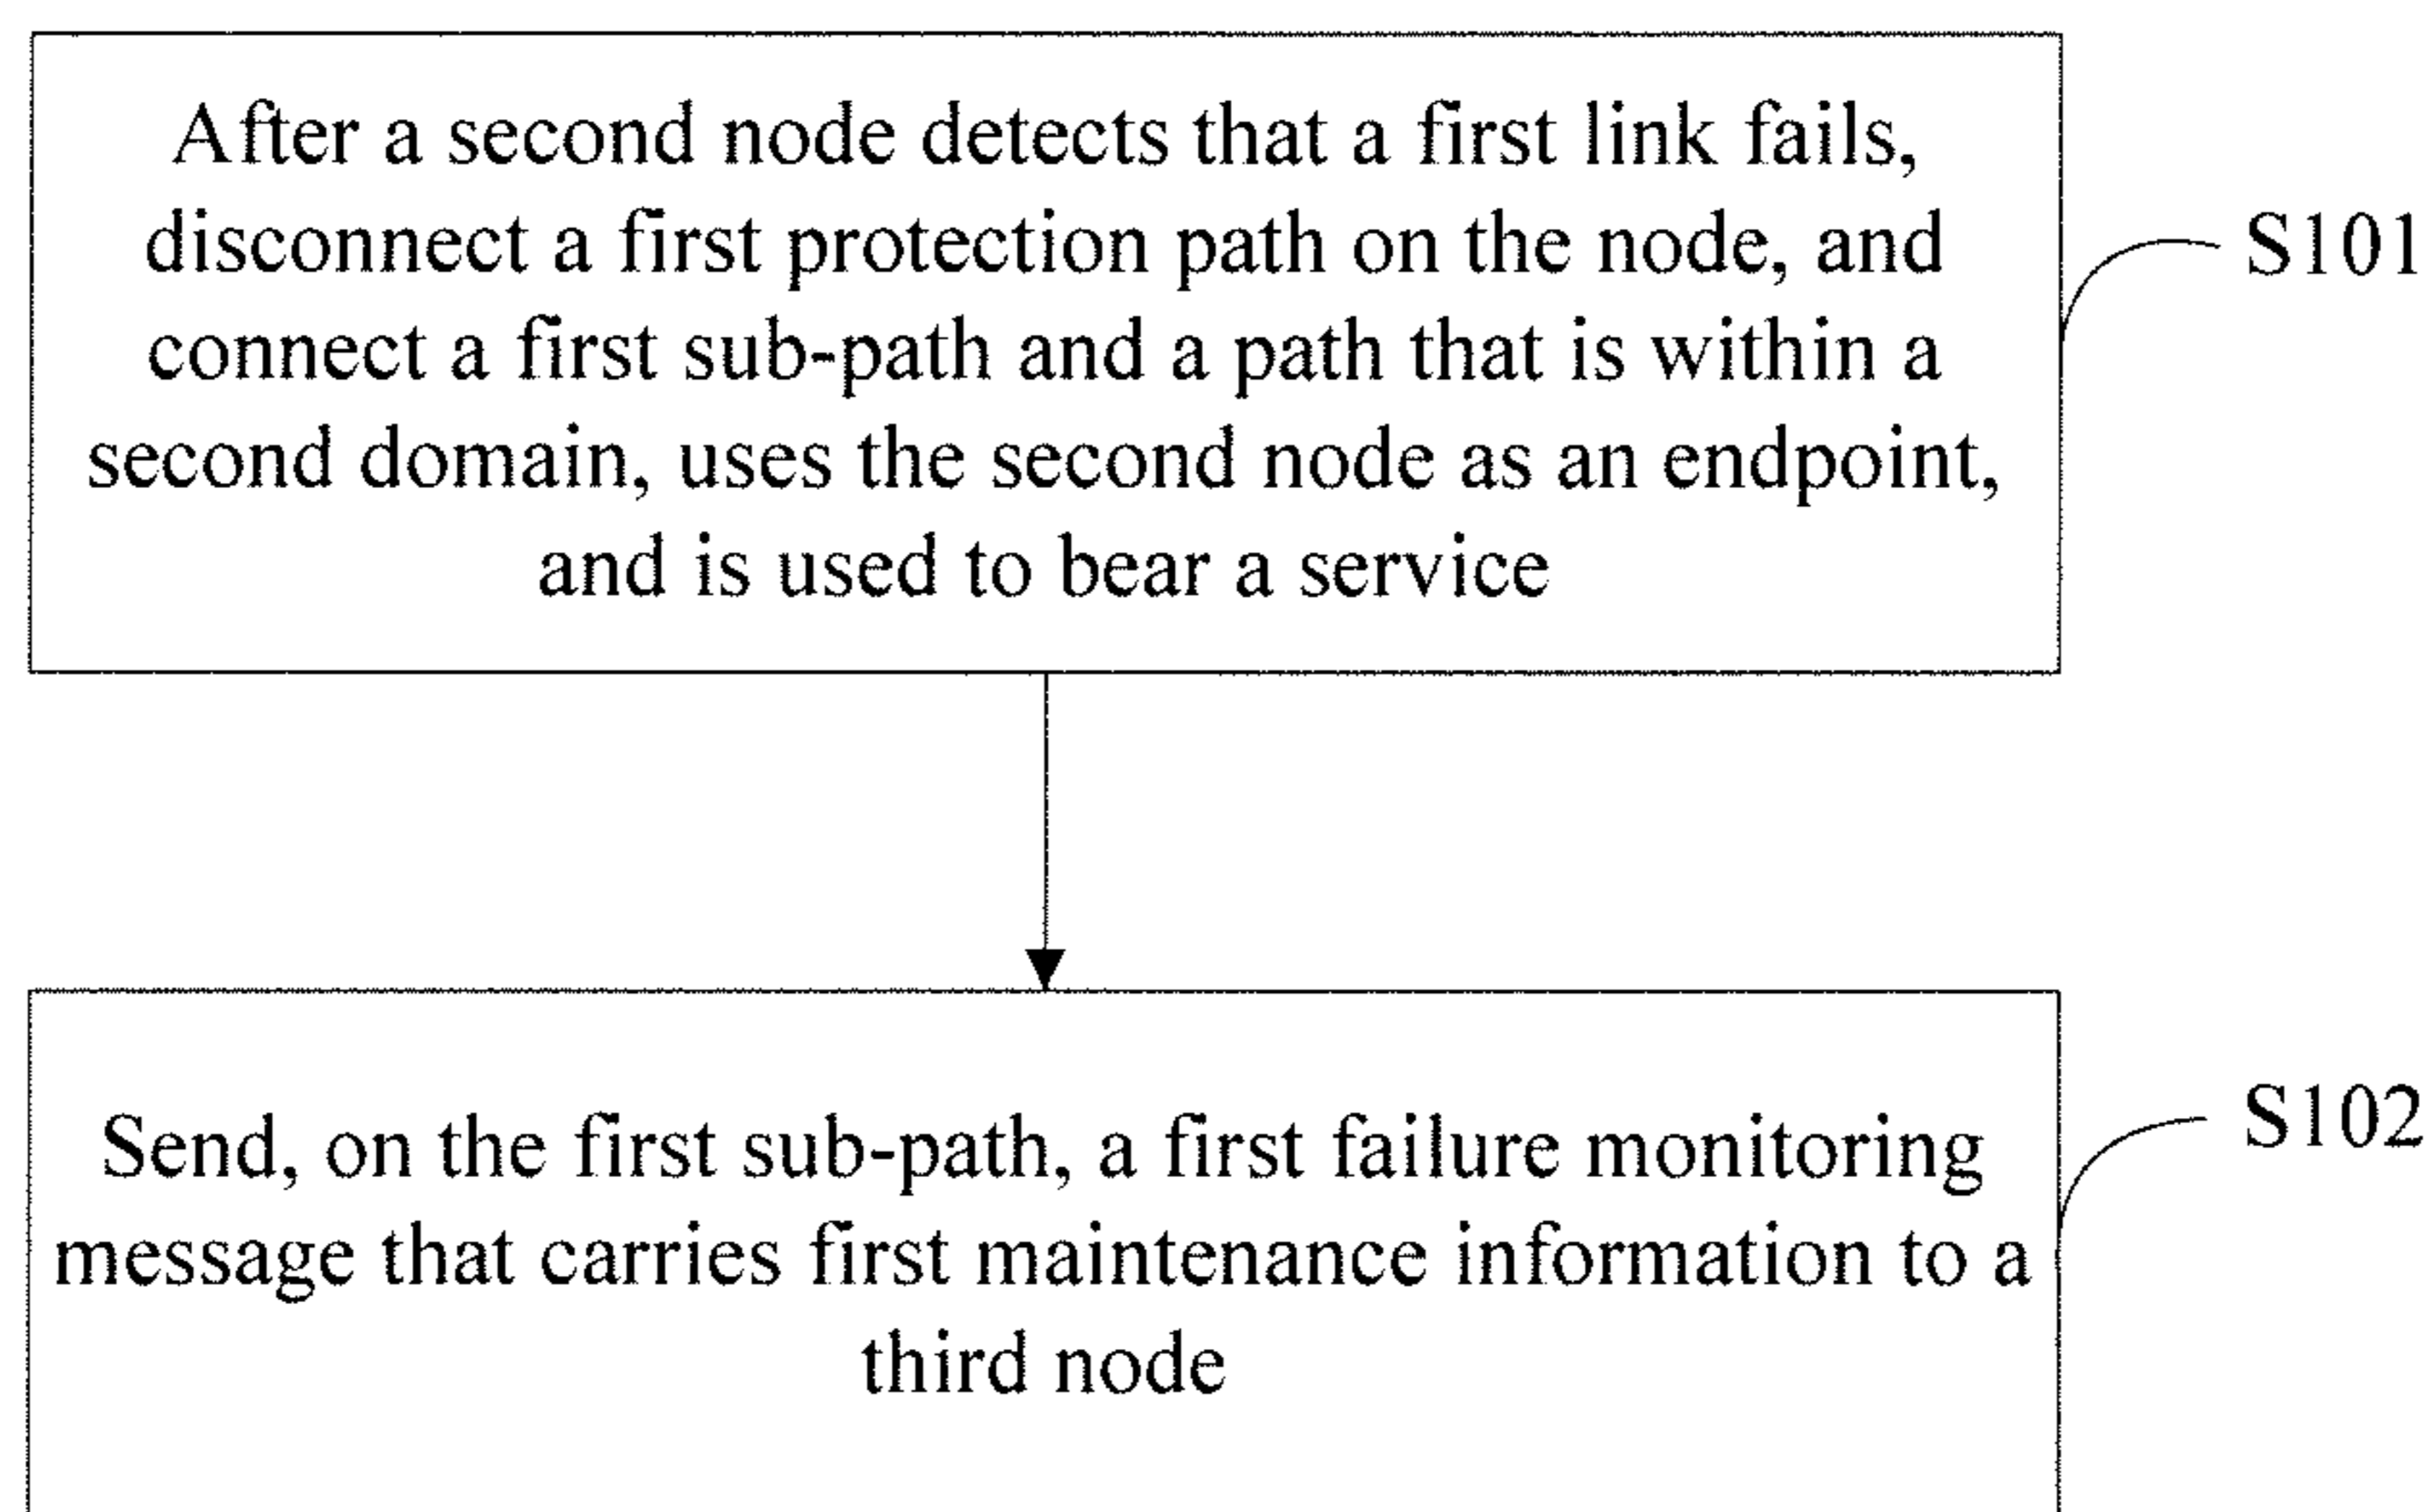 After a second node detects that a first link fails,
disconnect a first protection path on the node, and
connect a first sub-path and a path that is within a
second domain, uses the second node as an endpoint,
and is used to bear a service
S101
Send, on the first sub-path, a first failure monitoring
message that carries first maintenance information to a
third node
S102